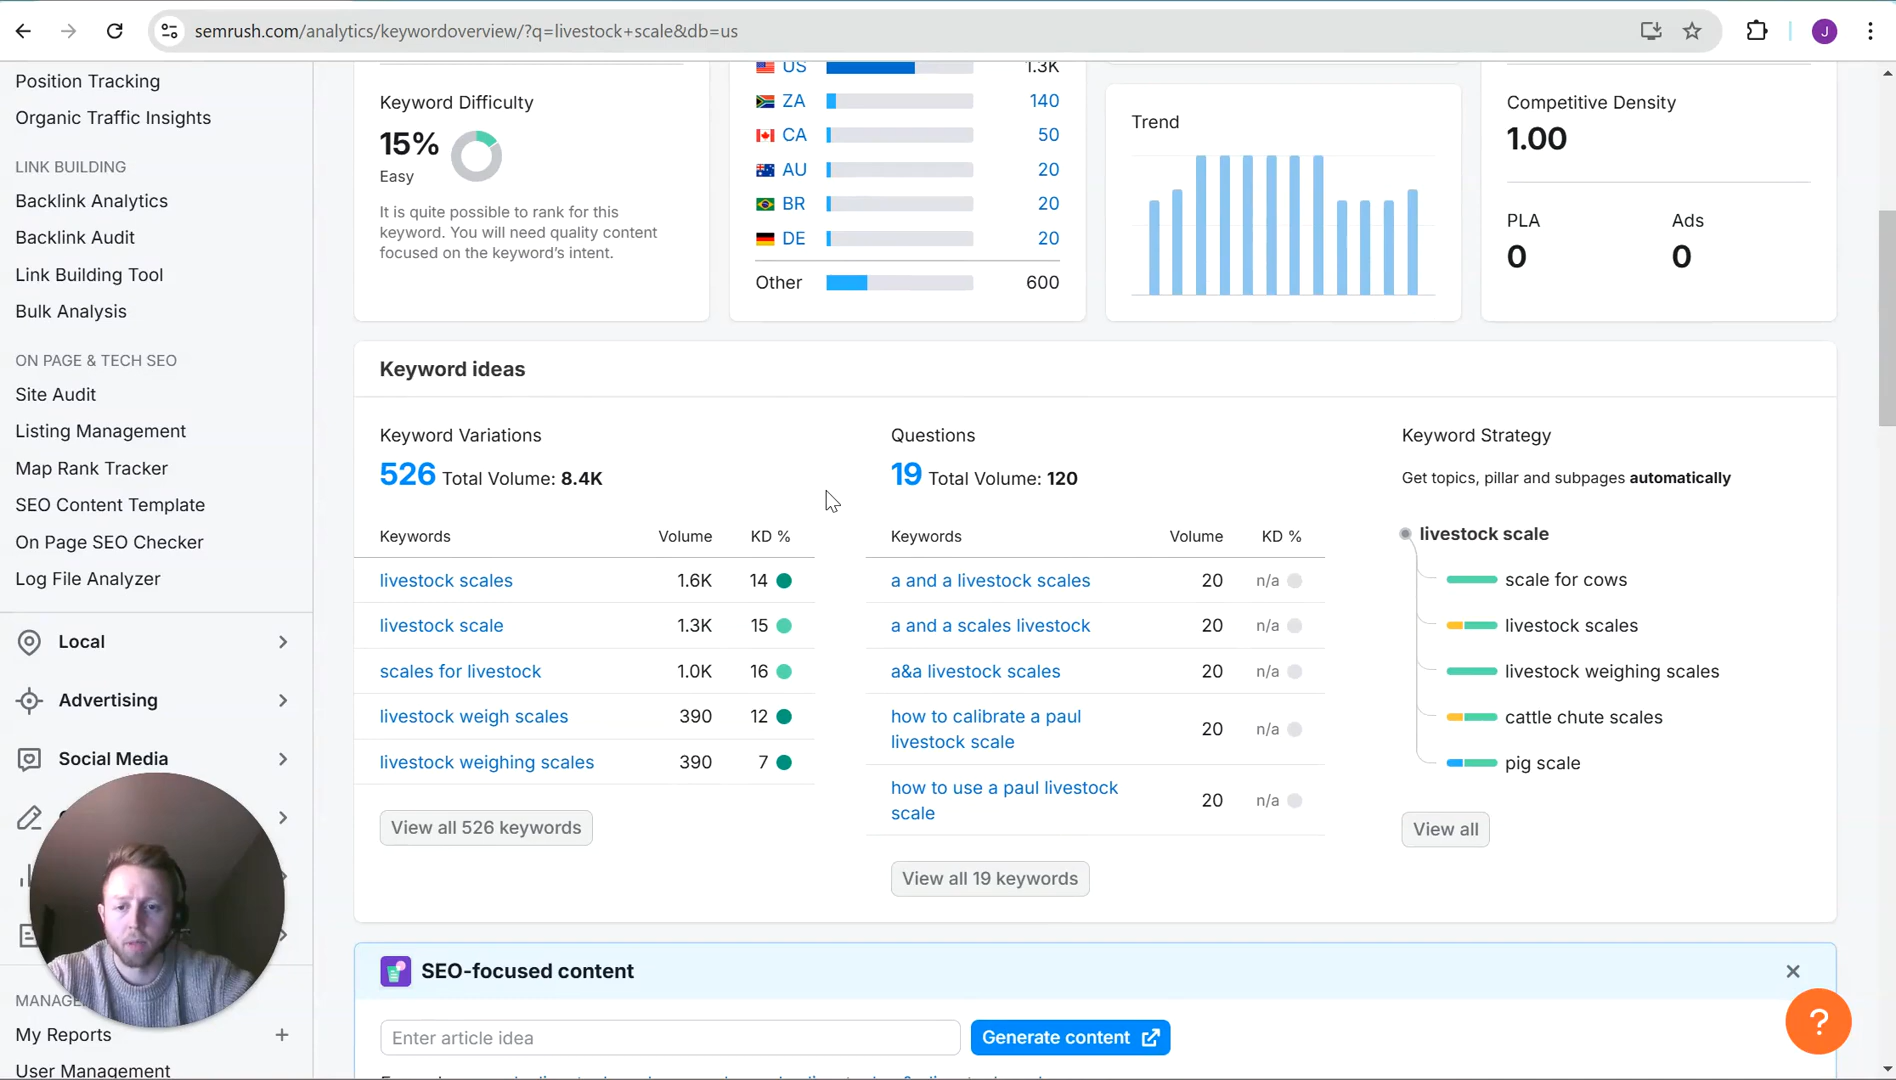 semrush.com/analytics/keywordoverview/?q=livestock+scale&db=us
J
Position Tracking
Organic Traffic Insights
LINK BUILDING
Backlink Analytics
Backlink Audit
Link Building Tool
Bulk Analysis
ON PAGE & TECH SEO
Site Audit
Listing Management
Map Rank Tracker
SEO Content Template
On Page SEO Checker
Log File Analyzer
Local
Advertising
Social Media
MANAGE
My Reports
User Management
Keyword Difficulty
15%
Easy
It is quite possible to rank for this
keyword. You will need quality content
focused on the keyword's intent.
US 1.3K
ZA 140
CA 50
AU 20
BR 20
DE 20
Other 600
Trend
Competitive Density
1.00
PLA Ads
0 0
Keyword ideas
Keyword Variations
526 Total Volume: 8.4K
Keywords Volume KD %
livestock scales 1.6K 14
livestock scale 1.3K 15
scales for livestock 1.0K 16
livestock weigh scales 390 12
livestock weighing scales 390 7
View all 526 keywords
Questions
19 Total Volume: 120
Keywords Volume KD %
a and a livestock scales 20 n/a
a and a scales livestock 20 n/a
a&a livestock scales 20 n/a
how to calibrate a paul
livestock scale 20 n/a
how to use a paul livestock
scale 20 n/a
View all 19 keywords
Keyword Strategy
Get topics, pillar and subpages automatically
livestock scale
scale for cows
livestock scales
livestock weighing scales
cattle chute scales
pig scale
View all
SEO-focused content
Enter article idea
Generate content
?